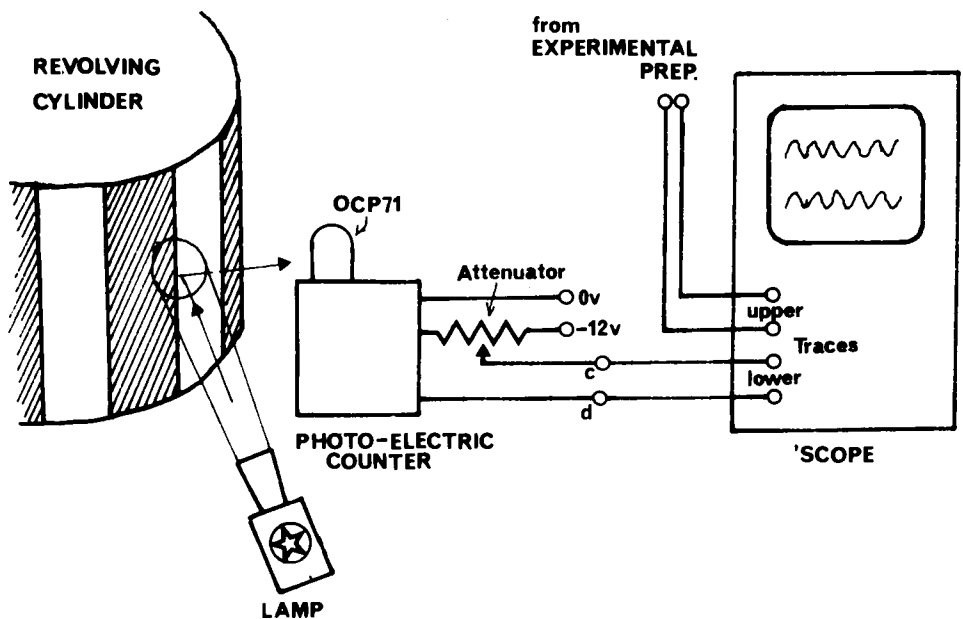 from
EXPERIMENTAL
PREP.
REVOLVING
CYLINDER
OCP71
Attenuator
0v
-12v
upper
Traces
lower
c
d
PHOTO-ELECTRIC
COUNTER
'SCOPE
LAMP